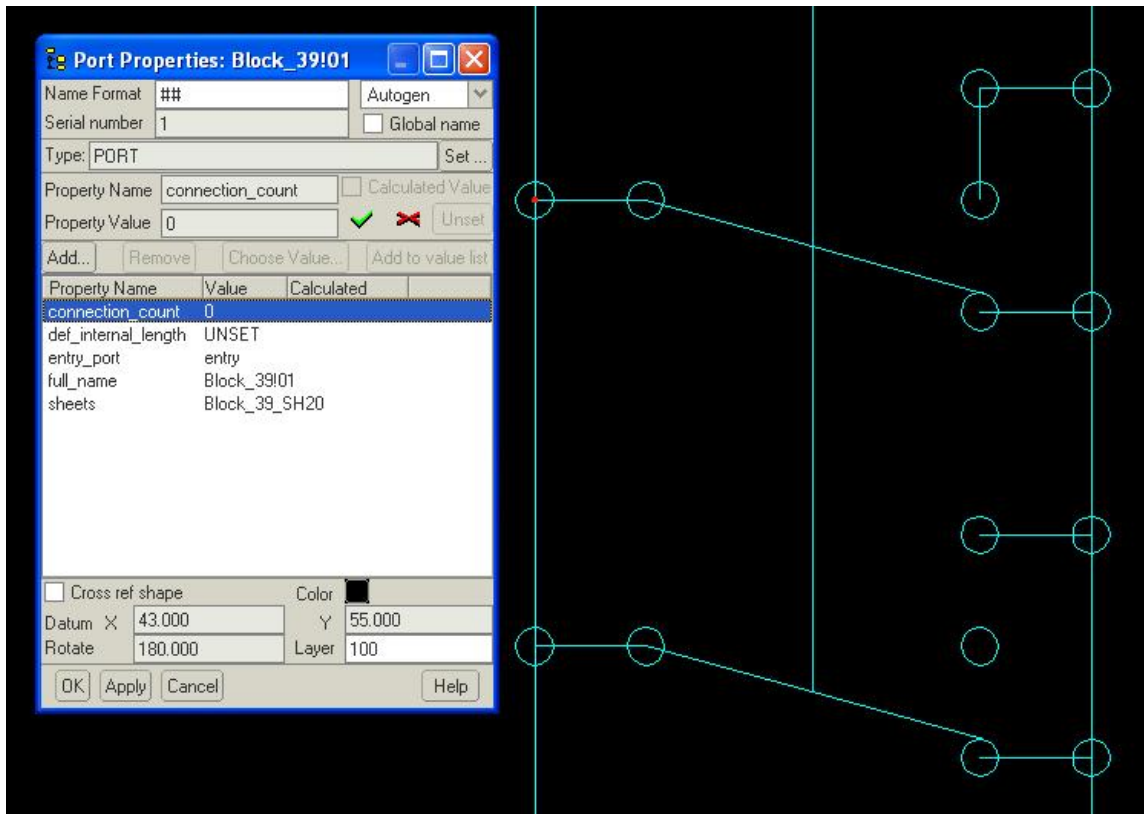 Port Properties: Block_39!01
Name Format ## Autogen
Serial number 1 Global name
Type: PORT Set ...
Property Name connection_count Calculated Value
Property Value 0 Unset
Add... Remove Choose Value... Add to value list
Property Name Value Calculated
connection_count 0
def_internal_length UNSET
entry_port entry
full_name Block_39!01
sheets Block_39_SH20
Cross ref shape Color
Datum X 43.000 Y 55.000
Rotate 180.000 Layer 100
OK Apply Cancel Help